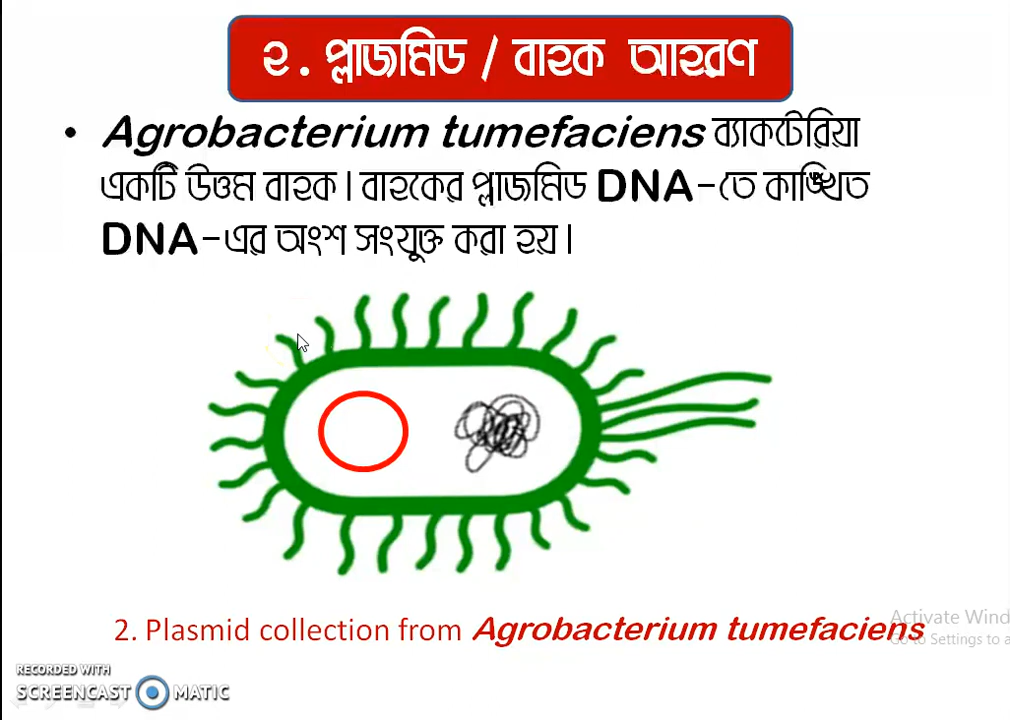 ২. প্লাজমিড / বাহক আহরণ
• Agrobacterium tumefaciens ব্যাকটেরিয়া
একটি উত্তম বাহক। বাহকের প্লাজমিড DNA-তে কাঙ্খিত
DNA-এর অংশ সংযুক্ত করা হয়।
2. Plasmid collection from Agrobacterium tumefaciens
Activate Wind
Go to Settings to a
RECORDED WITH
SCREENCAST MATIC